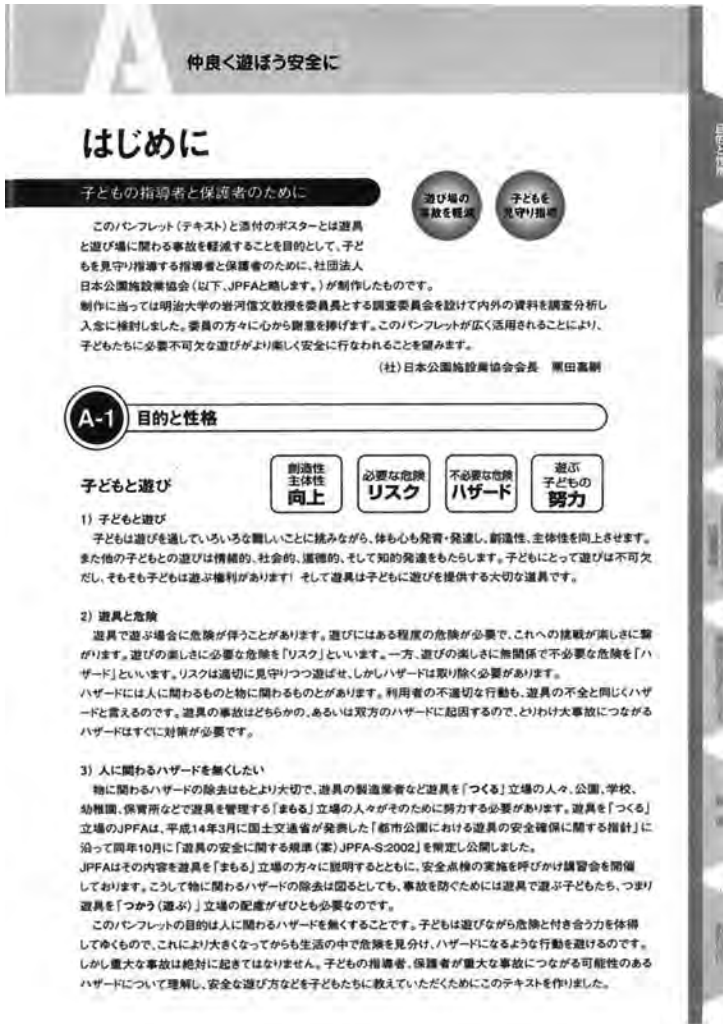 A
仲良く遊ぼう安全に
はじめに
子どもの指導者と保護者のために
遊び場の
事故を軽減
子どもを
見守り指導
このパンフレット(テキスト)と添付のポスターとは遊具
と遊び場に関わる事故を軽減することを目的として、子ど
もを見守り指導する指導者と保護者のために、社団法人
日本公園施設業協会(以下、JPFAと略します。)が制作したものです。
制作に当っては明治大学の岩河信文教授を委員長とする調査委員会を設けて内外の資料を調査分析し
入念に検討しました。委員の方々に心から謝意を捧げます。このパンフレットが広く活用されることにより、
子どもたちに必要不可欠な遊びがより楽しく安全に行なわれることを望みます。
(社)日本公園施設業協会会長
A-1 目的と性格
子どもと遊び
創造性
主体性
向上
必要な危険
リスク
不必要な危険
ハザード
遊ぶ
子どもの
努力
1) 子どもと遊び
子どもは遊びを通していろいろな難しいことに挑みながら、体も心も発育・発達し、創造性、主体性を向上させます。
また他の子どもとの遊びは情緒的、社会的、道徳的、そして知的発達をもたらします。子どもにとって遊びは不可欠
だし、そもそも子どもは遊ぶ権利があります! そして遊具は子どもに遊びを提供する大切な道具です。
2) 遊具と危険
遊具で遊ぶ場合に危険が伴うことがあります。遊びにはある程度の危険が必要で、これへの挑戦が楽しさに繋
がります。遊びの楽しさに必要な危険を「リスク」といいます。一方、遊びの楽しさに無関係で不必要な危険を「ハ
ザード」といいます。リスクは適切に見守りつつ遊ばせ、しかしハザードは取り除く必要があります。
ハザードには人に関わるものと物に関わるものとがあります。利用者の不適切な行動も、遊具の不全と同じくハザ
ードと言えるのです。遊具の事故はどちらかの、あるいは双方のハザードに起因するので、とりわけ大事故につながる
ハザードはすぐに対策が必要です。
3) 人に関わるハザードを無くしたい
物に関わるハザードの除去はもとより大切で、遊具の製造業者など遊具を「つくる」立場の人々、公園、学校、
幼稚園、保育所などで遊具を管理する「まもる」立場の人々がそのために努力する必要があります。遊具を「つくる」
立場のJPFAは、平成14年3月に国土交通省が発表した「都市公園における遊具の安全確保に関する指針」に
沿って同年10月に「遊具の安全に関する規準(案)JPFA-S:2002」を制定し公開しました。
JPFAはその内容を遊具を「まもる」立場の方々に説明するとともに、安全点検の実施を呼びかけ講習会を開催
しております。こうして物に関わるハザードの除去は図るとしても、事故を防ぐためには遊具で遊ぶ子どもたち、つまり
遊具を「つかう(遊ぶ)」立場の配慮がぜひとも必要なのです。
このパンフレットの目的は人に関わるハザードを無くすることです。子どもは遊びながら危険と付き合う力を体得
してゆくもので、これにより大きくなってからも生活の中で危険を見分け、ハザードになるような行動を避けるのです。
しかし重大な事故は絶対に起きてはなりません。子どもの指導者、保護者が重大な事故につながる可能性のある
ハザードについて理解し、安全な遊び方などを子どもたちに教えていただくためにこのテキストを作りました。
目的と性格